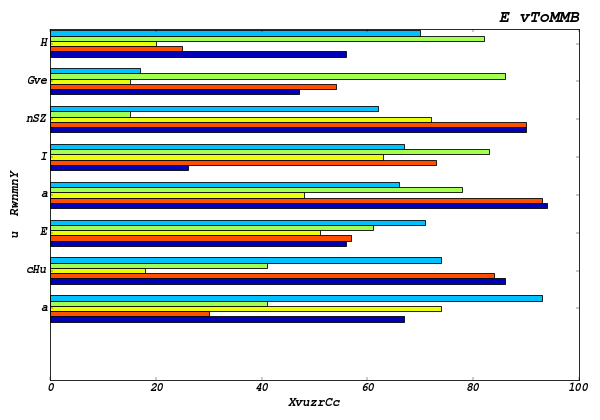 E vToMMB
H
Gve
nSZ
I
a
E
cHu
a
u RwnmnY
0 20 40 60 80 100
XvuzrCc